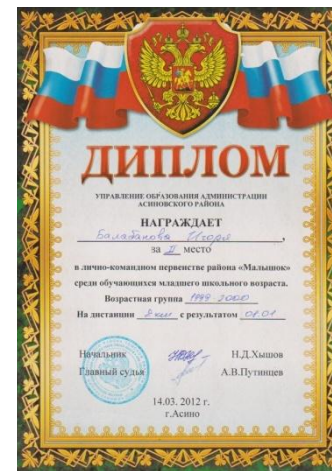 ДИПЛОМ
УПРАВЛЕНИЕ ОБРАЗОВАНИЯ АДМИНИСТРАЦИИ
АСИНОВСКОГО РАЙОНА
НАГРАЖДАЕТ
Балабанова Игоря,
за II место
в лично-командном первенстве района «Малышок»
среди обучающихся младшего школьного возраста.
Возрастная группа 1999-2000
На дистанции 2 км с результатом
Начальник Н.Д.Хышов
Главный судья А.В.Путинцев
14.03. 2012 г.
г.Асино